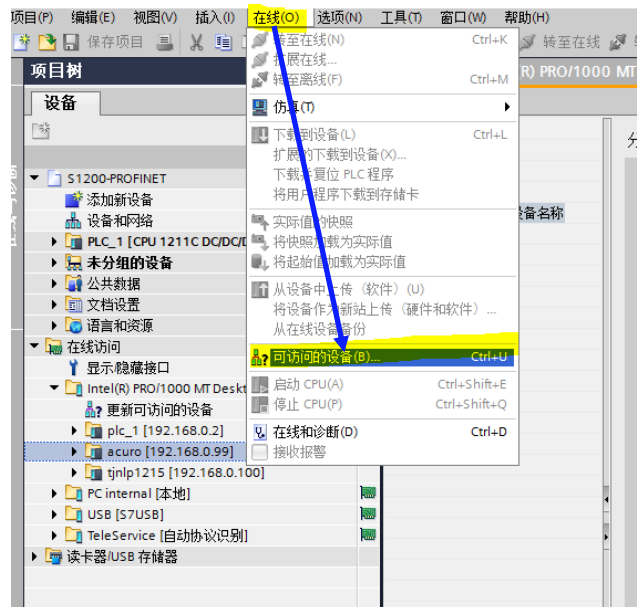 项目(P) 编辑(E) 视图(V) 插入(I) 在线(O) 选项(N) 工具(T) 窗口(W) 帮助(H)
保存项目 转至在线
项目树
(R) PRO/1000 MT
设备
转至在线(N) Ctrl+K
扩展在线...
转至离线(F) Ctrl+M
仿真(T)
下载到设备(L) Ctrl+L
扩展的下载到设备(X)...
下载并复位 PLC 程序
将用户程序下载到存储卡
实际值的快照
将快照加载为实际值
将起始值加载为实际值
从设备中上传（软件）(U)
将设备作为新站上传（硬件和软件）...
从在线设备备份
可访问的设备(B)... Ctrl+U
启动 CPU(A) Ctrl+Shift+E
停止 CPU(P) Ctrl+Shift+Q
在线和诊断(D) Ctrl+D
接收报警
S1200-PROFINET
添加新设备
设备和网络
PLC_1 [CPU 1211C DC/DC/D
未分组的设备
公共数据
文档设置
语言和资源
在线访问
显示/隐藏接口
Intel(R) PRO/1000 MT Deskt
更新可访问的设备
plc_1 [192.168.0.2]
acuro [192.168.0.99]
tjnlp1215 [192.168.0.100]
PC internal [本地]
USB [S7USB]
TeleService [自动协议识别]
读卡器/USB 存储器
设备名称